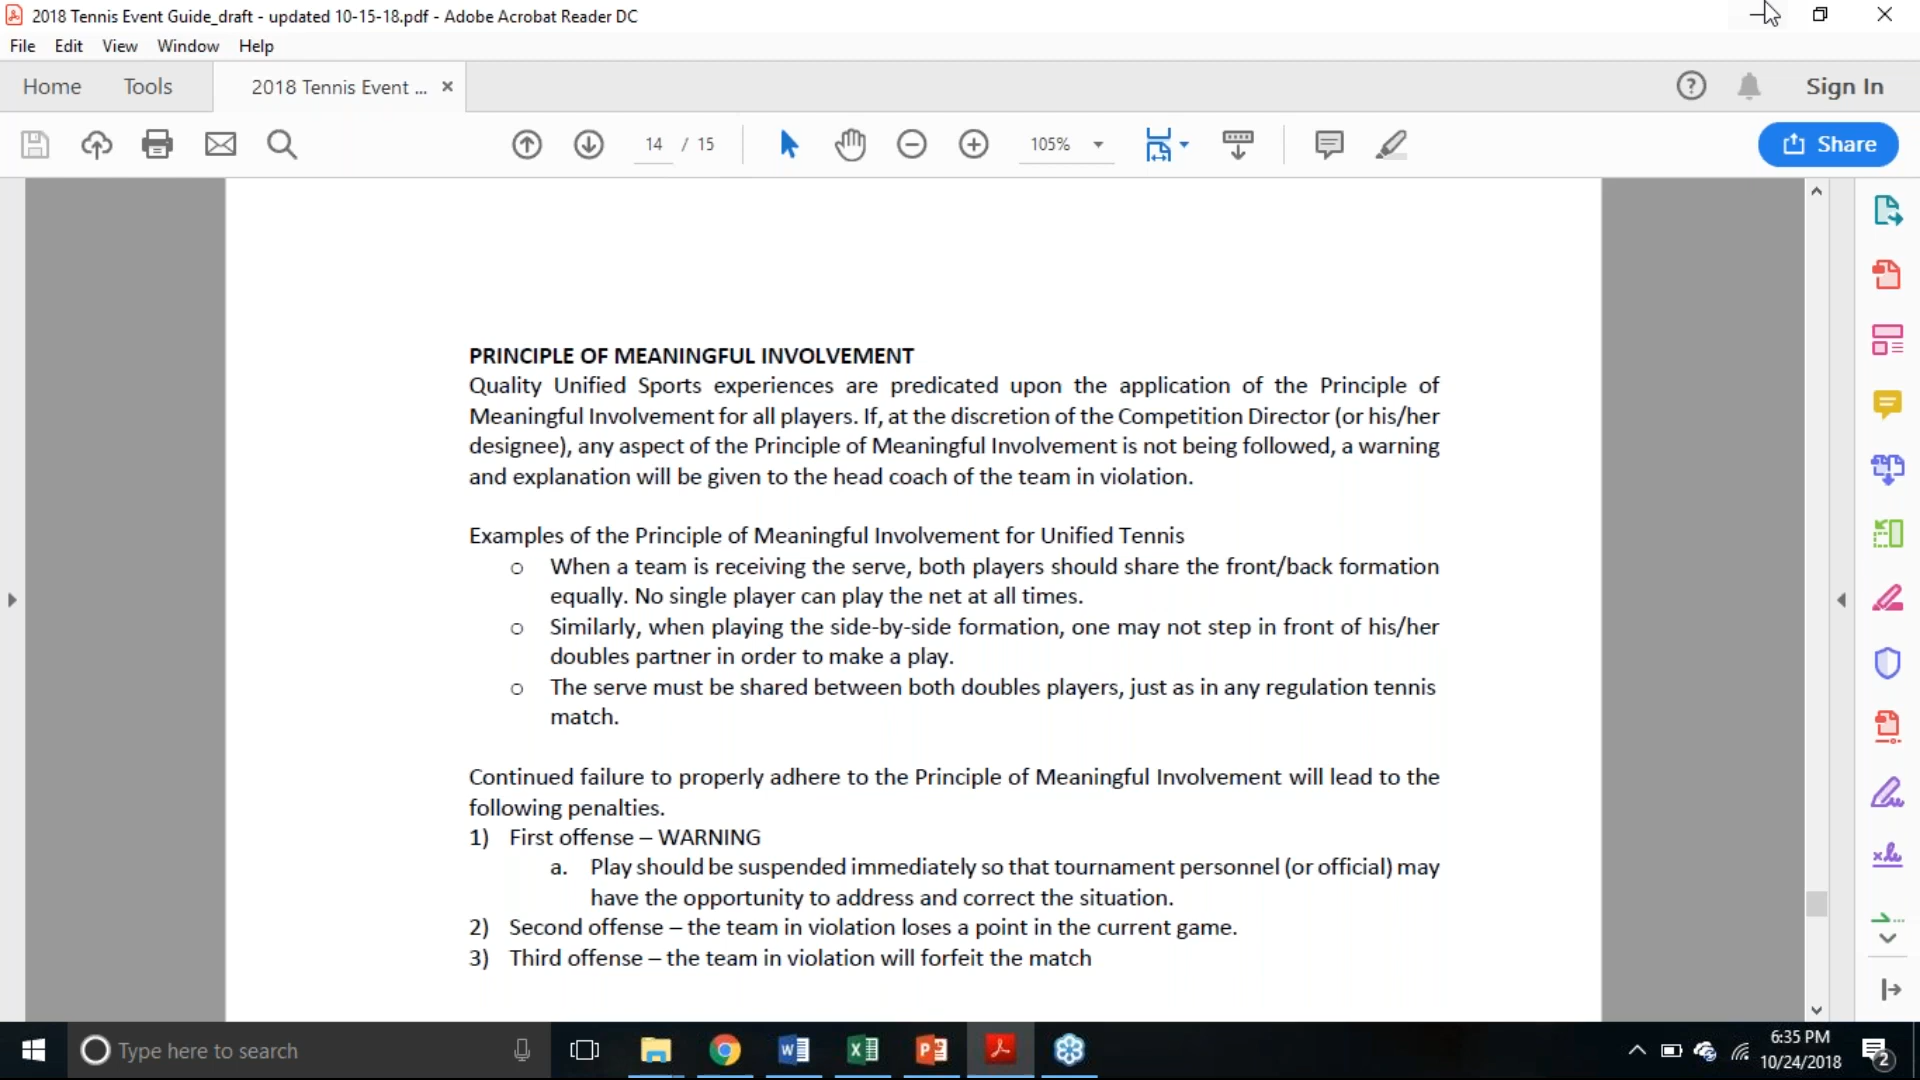 2018 Tennis Event Guide_draft - updated 10-15-18.pdf - Adobe Acrobat Reader DC
File Edit View Window Help
Home Tools 2018 Tennis Event ... × Sign In
14 / 15 105% Share
PRINCIPLE OF MEANINGFUL INVOLVEMENT
Quality Unified Sports experiences are predicated upon the application of the Principle of
Meaningful Involvement for all players. If, at the discretion of the Competition Director (or his/her
designee), any aspect of the Principle of Meaningful Involvement is not being followed, a warning
and explanation will be given to the head coach of the team in violation.
Examples of the Principle of Meaningful Involvement for Unified Tennis
o When a team is receiving the serve, both players should share the front/back formation
equally. No single player can play the net at all times.
o Similarly, when playing the side-by-side formation, one may not step in front of his/her
doubles partner in order to make a play.
o The serve must be shared between both doubles players, just as in any regulation tennis
match.
Continued failure to properly adhere to the Principle of Meaningful Involvement will lead to the
following penalties.
1) First offense – WARNING
a. Play should be suspended immediately so that tournament personnel (or official) may
have the opportunity to address and correct the situation.
2) Second offense – the team in violation loses a point in the current game.
3) Third offense – the team in violation will forfeit the match
Type here to search
6:35 PM
10/24/2018
2